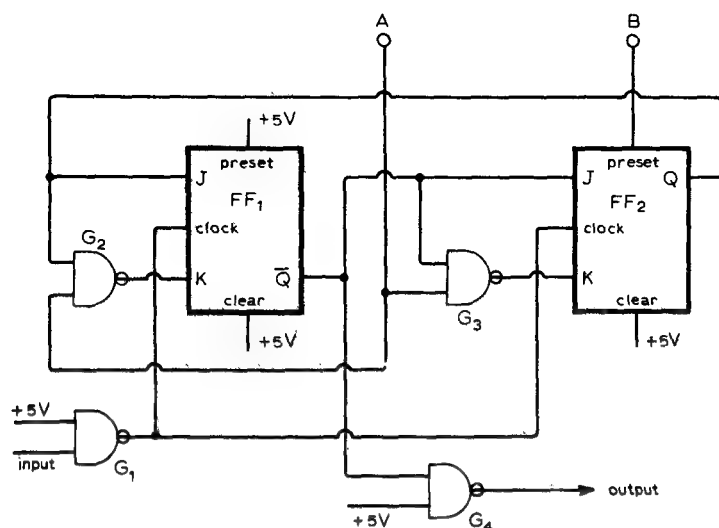 A
B
+5V
preset
J
FF₁
clock
G₂
K
Q̅
clear
+5V
preset
Q
J
FF₂
clock
K
G₃
clear
+5V
+5V
input
G₁
+5V
G₄
output